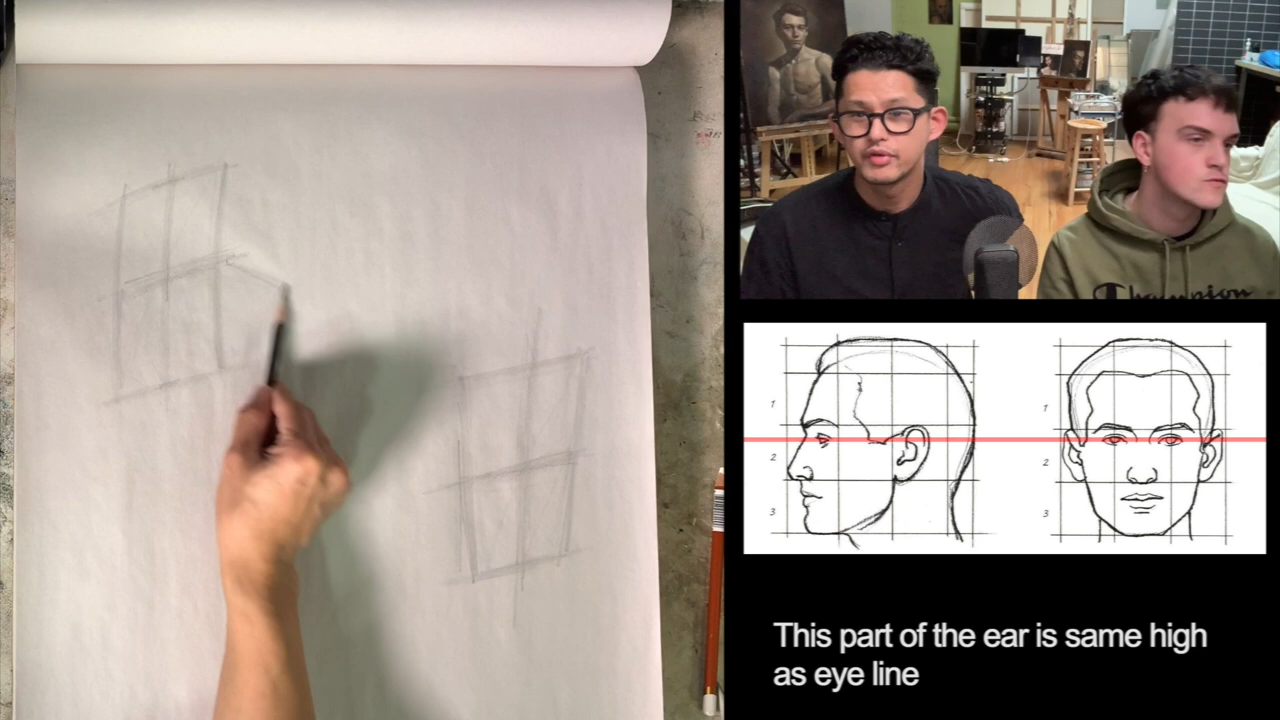 Champion
1
2
3
1
2
3
This part of the ear is same high
as eye line